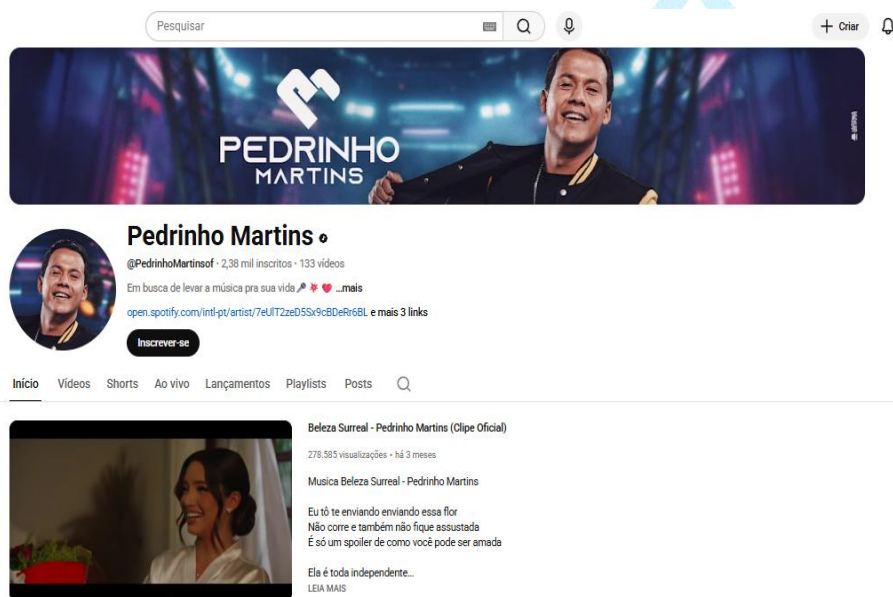 Pesquisar
Criar
PEDRINHO
MARTINS
Pedrinho Martins
@PedrinhoMartinsof · 2,38 mil inscritos · 133 vídeos
Em busca de levar a música pra sua vida ...mais
open.spotify.com/intl-pt/artist/7eUlT2zeD5Sx9cBDeRr6BL e mais 3 links
Inscrever-se
Início Vídeos Shorts Ao vivo Lançamentos Playlists Posts
Beleza Surreal - Pedrinho Martins (Clipe Oficial)
278.585 visualizações • há 3 meses
Musica Beleza Surreal - Pedrinho Martins
Eu tô te enviando enviando essa flor
Não corre e também não fique assustada
É só um spoiler de como você pode ser amada
Ela é toda independente...
LEIA MAIS